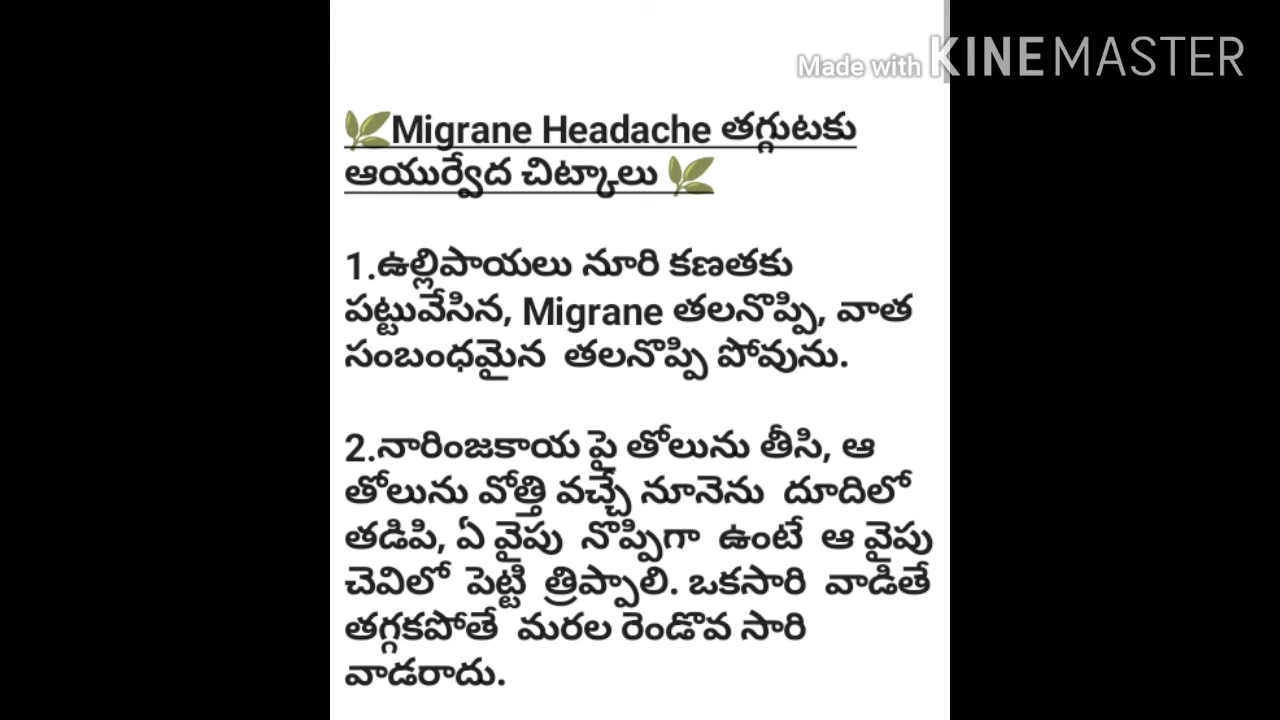 Made with KINEMASTER
🌿Migrane Headache తగ్గుటకు
ఆయుర్వేద చిట్కాలు 🌿
1.ఉల్లిపాయలు నూరి కణతకు
పట్టువేసిన, Migrane తలనొప్పి, వాత
సంబంధమైన తలనొప్పి పోవును.
2.నారింజకాయ పై తోలును తీసి, ఆ
తోలును వోత్తి వచ్చే నూనెను దూదిలో
తడిపి, ఏ వైపు నొప్పిగా ఉంటే ఆ వైపు
చెవిలో పెట్టి త్రిప్పాలి. ఒకసారి వాడితే
తగ్గకపోతే మరల రెండొవ సారి
వాడరాదు.